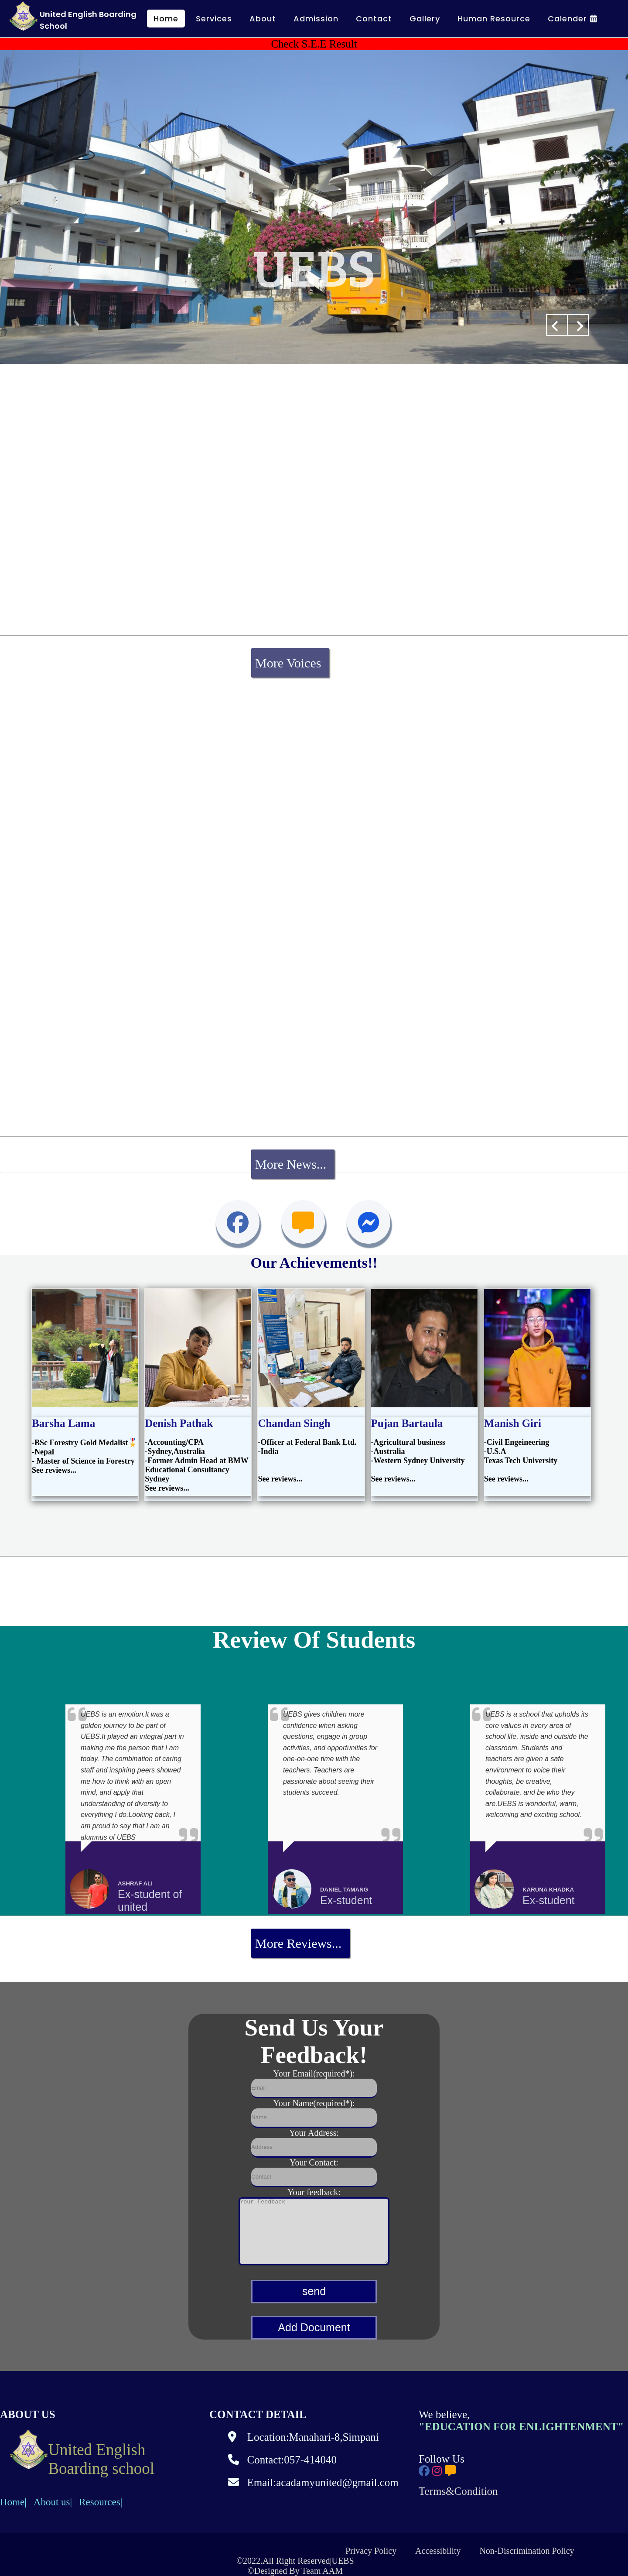 United English Boarding
School
Home
Services
About
Admission
Contact
Gallery
Human Resource
Calender
Check S.E.E Result
UEBS
More Voices
More News...
Our Achievements!!
Barsha Lama
-BSc Forestry Gold Medalist
-Nepal
- Master of Science in Forestry
See reviews...
Denish Pathak
-Accounting/CPA
-Sydney,Australia
-Former Admin Head at BMW
Educational Consultancy
Sydney
See reviews...
Chandan Singh
-Officer at Federal Bank Ltd.
-India
See reviews...
Pujan Bartaula
-Agricultural business
-Australia
-Western Sydney University
See reviews...
Manish Giri
-Civil Engeineering
-U.S.A
Texas Tech University
See reviews...
Review Of Students
UEBS is an emotion.It was a
golden journey to be part of
UEBS.It played an integral part in
making me the person that I am
today. The combination of caring
staff and inspiring peers showed
me how to think with an open
mind, and apply that
understanding of diversity to
everything I do.Looking back, I
am proud to say that I am an
alumnus of UEBS
ASHRAF ALI
Ex-student of
united
UEBS gives children more
confidence when asking
questions, engage in group
activities, and opportunities for
one-on-one time with the
teachers. Teachers are
passionate about seeing their
students succeed.
DANIEL TAMANG
Ex-student
UEBS is a school that upholds its
core values in every area of
school life, inside and outside the
classroom. Students and
teachers are given a safe
environment to voice their
thoughts, be creative,
collaborate, and be who they
are.UEBS is wonderful, warm,
welcoming and exciting school.
KARUNA KHADKA
Ex-student
More Reviews...
Send Us Your
Feedback!
Your Email(required*):
Email
Your Name(required*):
Name
Your Address:
Address
Your Contact:
Contact
Your feedback:
Your Feedback
send
Add Document
ABOUT US
United English
Boarding school
Home| About us| Resources|
CONTACT DETAIL
Location:Manahari-8,Simpani
Contact:057-414040
Email:acadamyunited@gmail.com
We believe,
"EDUCATION FOR ENLIGHTENMENT"
Follow Us
Terms&Condition
Privacy Policy
Accessibility
Non-Discrimination Policy
©2022.All Right Reserved|UEBS
©Designed By Team AAM